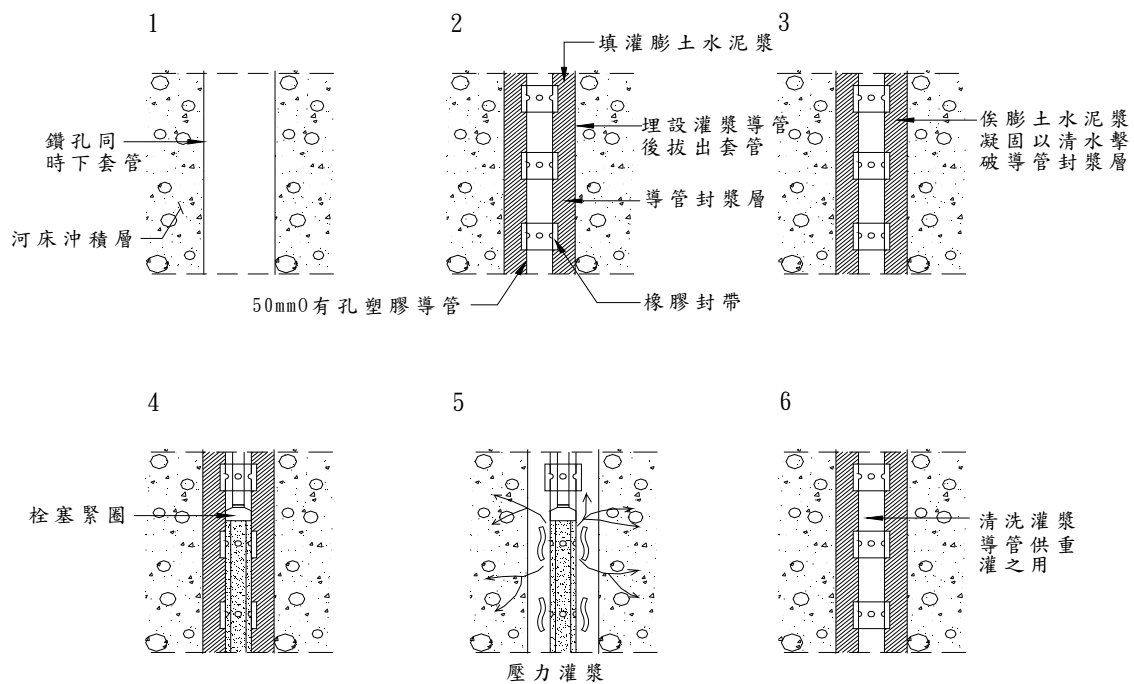 1
鑽孔同
時下套管
河床沖積層
2
填灌膨土水泥漿
埋設灌漿導管
後拔出套管
導管封漿層
50mmO有孔塑膠導管
橡膠封帶
3
俟膨土水泥漿
凝固以清水擊
破導管封漿層
4
栓塞緊圈
5
壓力灌漿
6
清洗灌漿
導管供重
灌之用